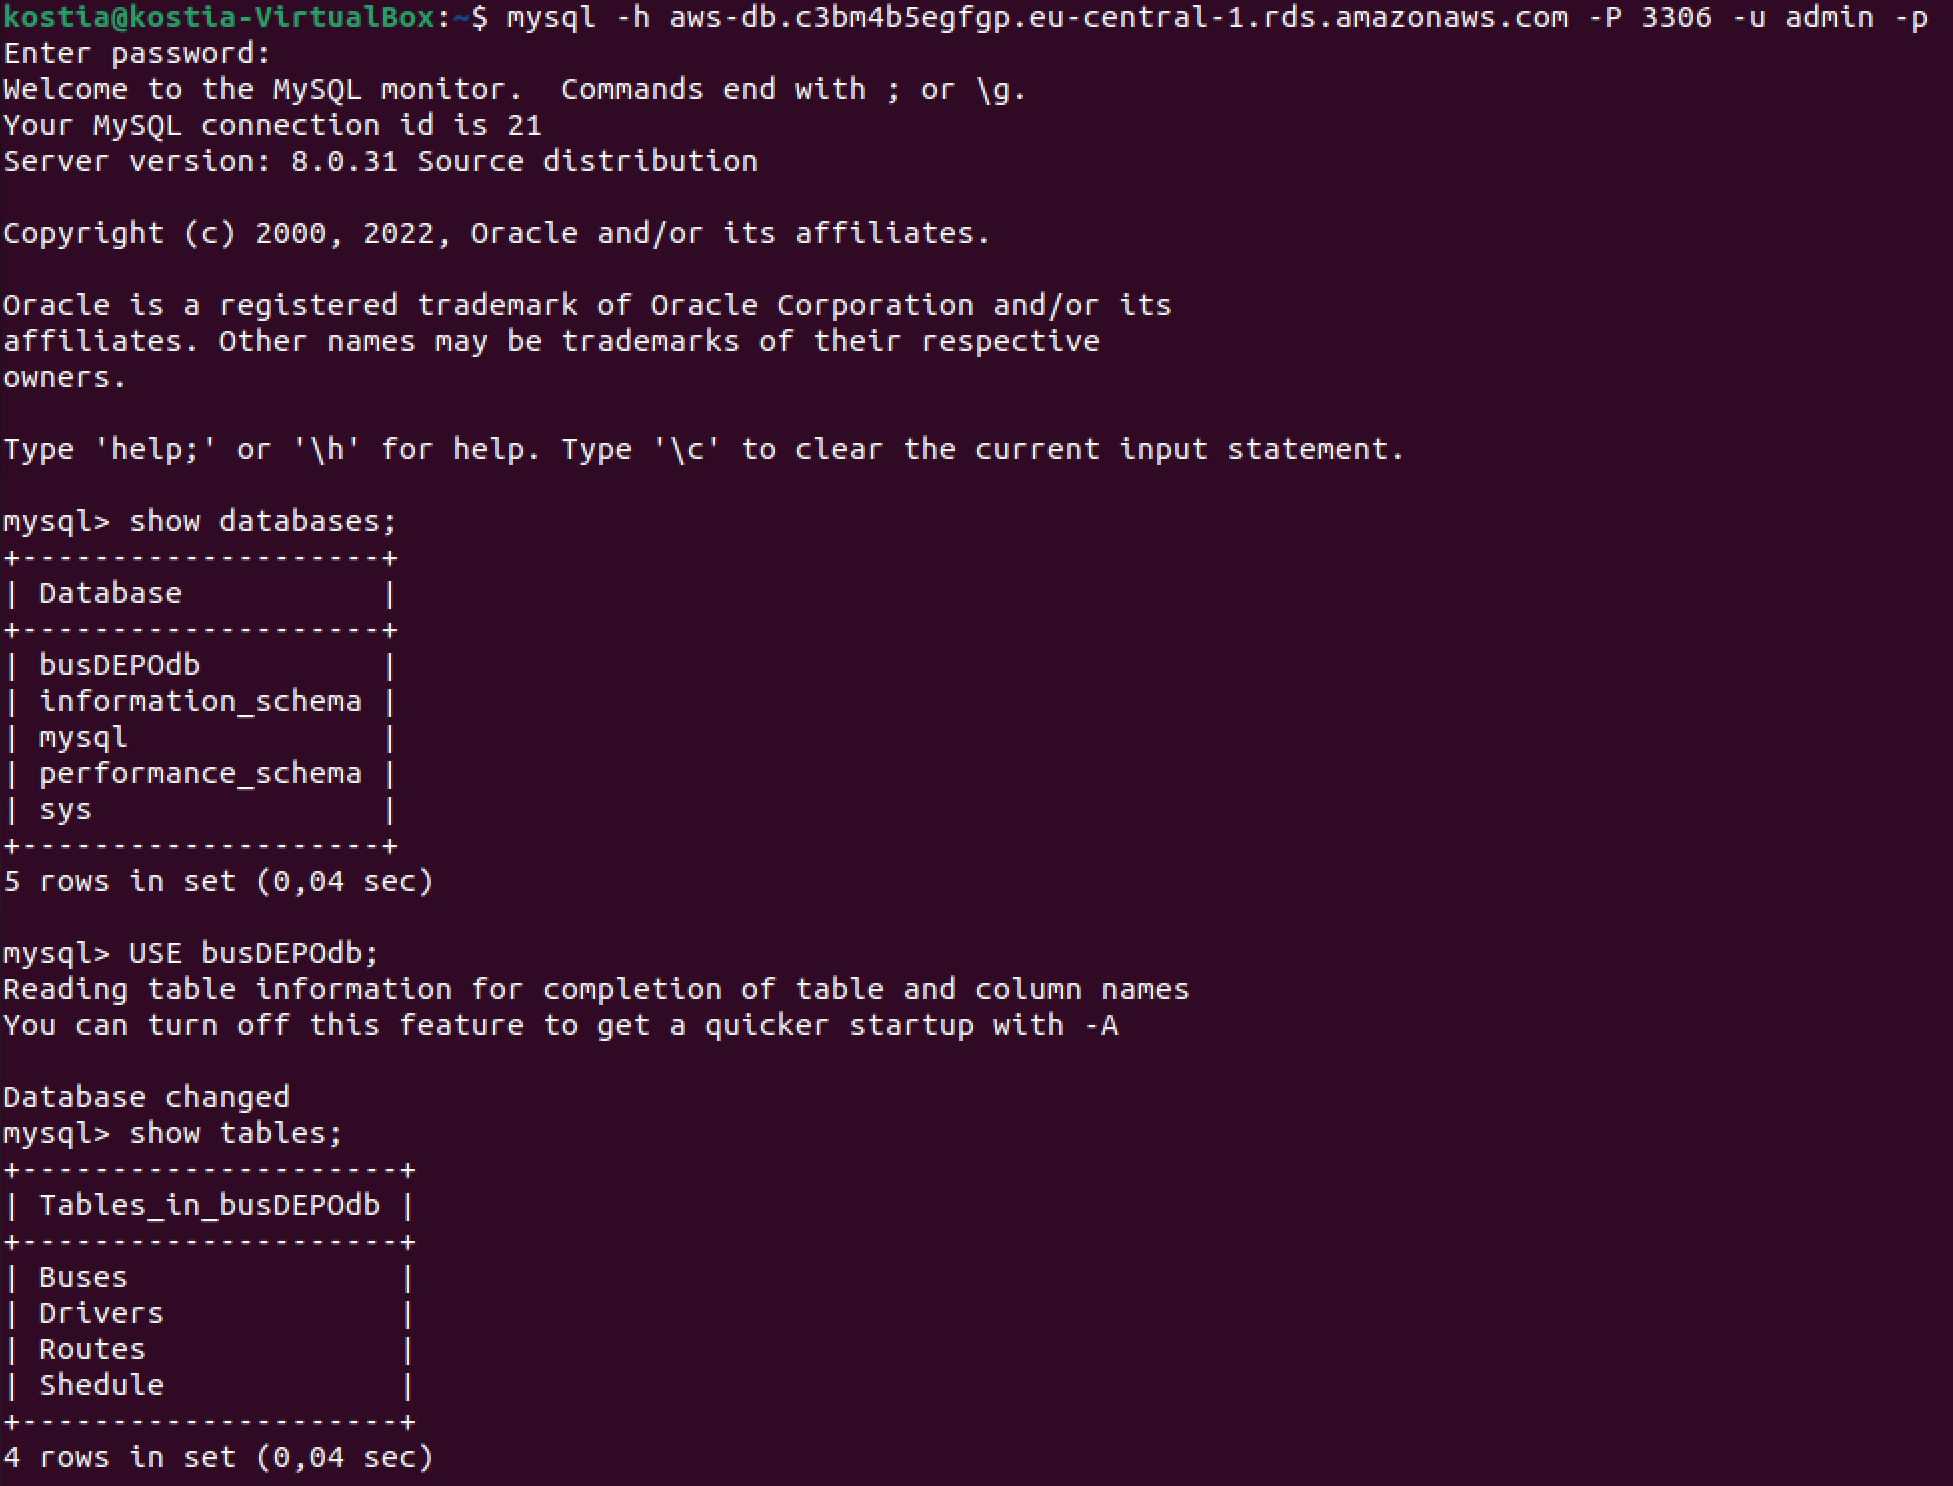 kostia@kostia-VirtualBox:~$ mysql -h aws-db.c3bm4b5egfgp.eu-central-1.rds.amazonaws.com -P 3306 -u admin -p
Enter password:
Welcome to the MySQL monitor.  Commands end with ; or \g.
Your MySQL connection id is 21
Server version: 8.0.31 Source distribution

Copyright (c) 2000, 2022, Oracle and/or its affiliates.

Oracle is a registered trademark of Oracle Corporation and/or its
affiliates. Other names may be trademarks of their respective
owners.

Type 'help;' or '\h' for help. Type '\c' to clear the current input statement.

mysql> show databases;
+--------------------+
| Database           |
+--------------------+
| busDEPOdb          |
| information_schema |
| mysql              |
| performance_schema |
| sys                |
+--------------------+
5 rows in set (0,04 sec)

mysql> USE busDEPOdb;
Reading table information for completion of table and column names
You can turn off this feature to get a quicker startup with -A

Database changed
mysql> show tables;
+---------------------+
| Tables_in_busDEPOdb |
+---------------------+
| Buses               |
| Drivers             |
| Routes              |
| Shedule             |
+---------------------+
4 rows in set (0,04 sec)